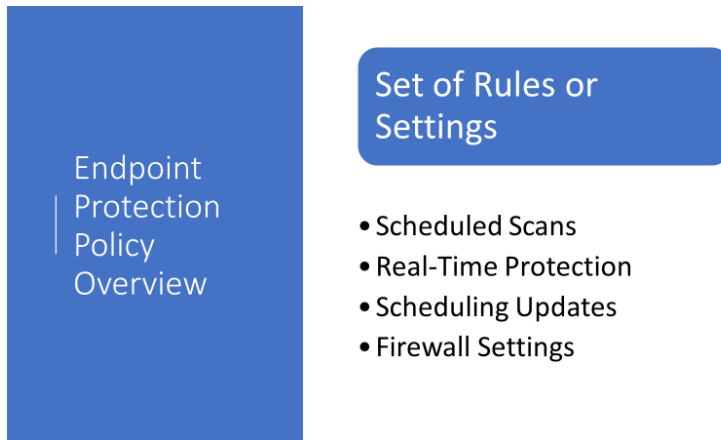 Endpoint
Protection
Policy
Overview
Set of Rules or
Settings
• Scheduled Scans
• Real-Time Protection
• Scheduling Updates
• Firewall Settings